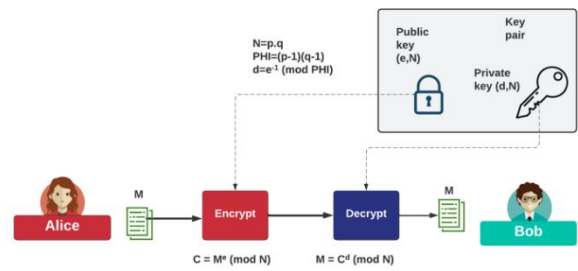 N=p.q
PHI=(p-1)(q-1)
d=e⁻¹ (mod PHI)
Public
key
(e,N)
Key
pair
Private
key (d,N)
M
Alice
Encrypt
Decrypt
M
Bob
C = Mᵉ (mod N)
M = Cᵈ (mod N)